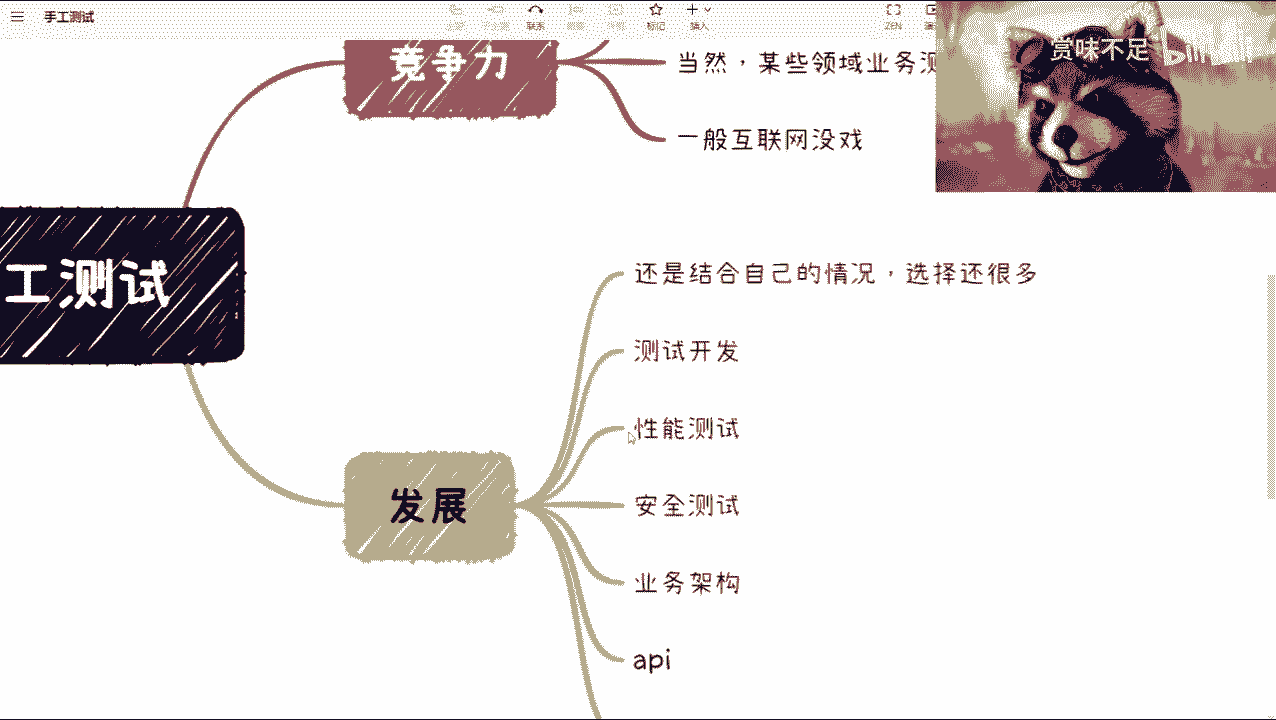 手工测试
联系
标记
插入
ZEN
赏味不足
bilibili
竞争力
当然，某些领域业务测
一般互联网没戏
工测试
还是结合自己的情况，选择还很多
测试开发
性能测试
安全测试
发展
业务架构
api